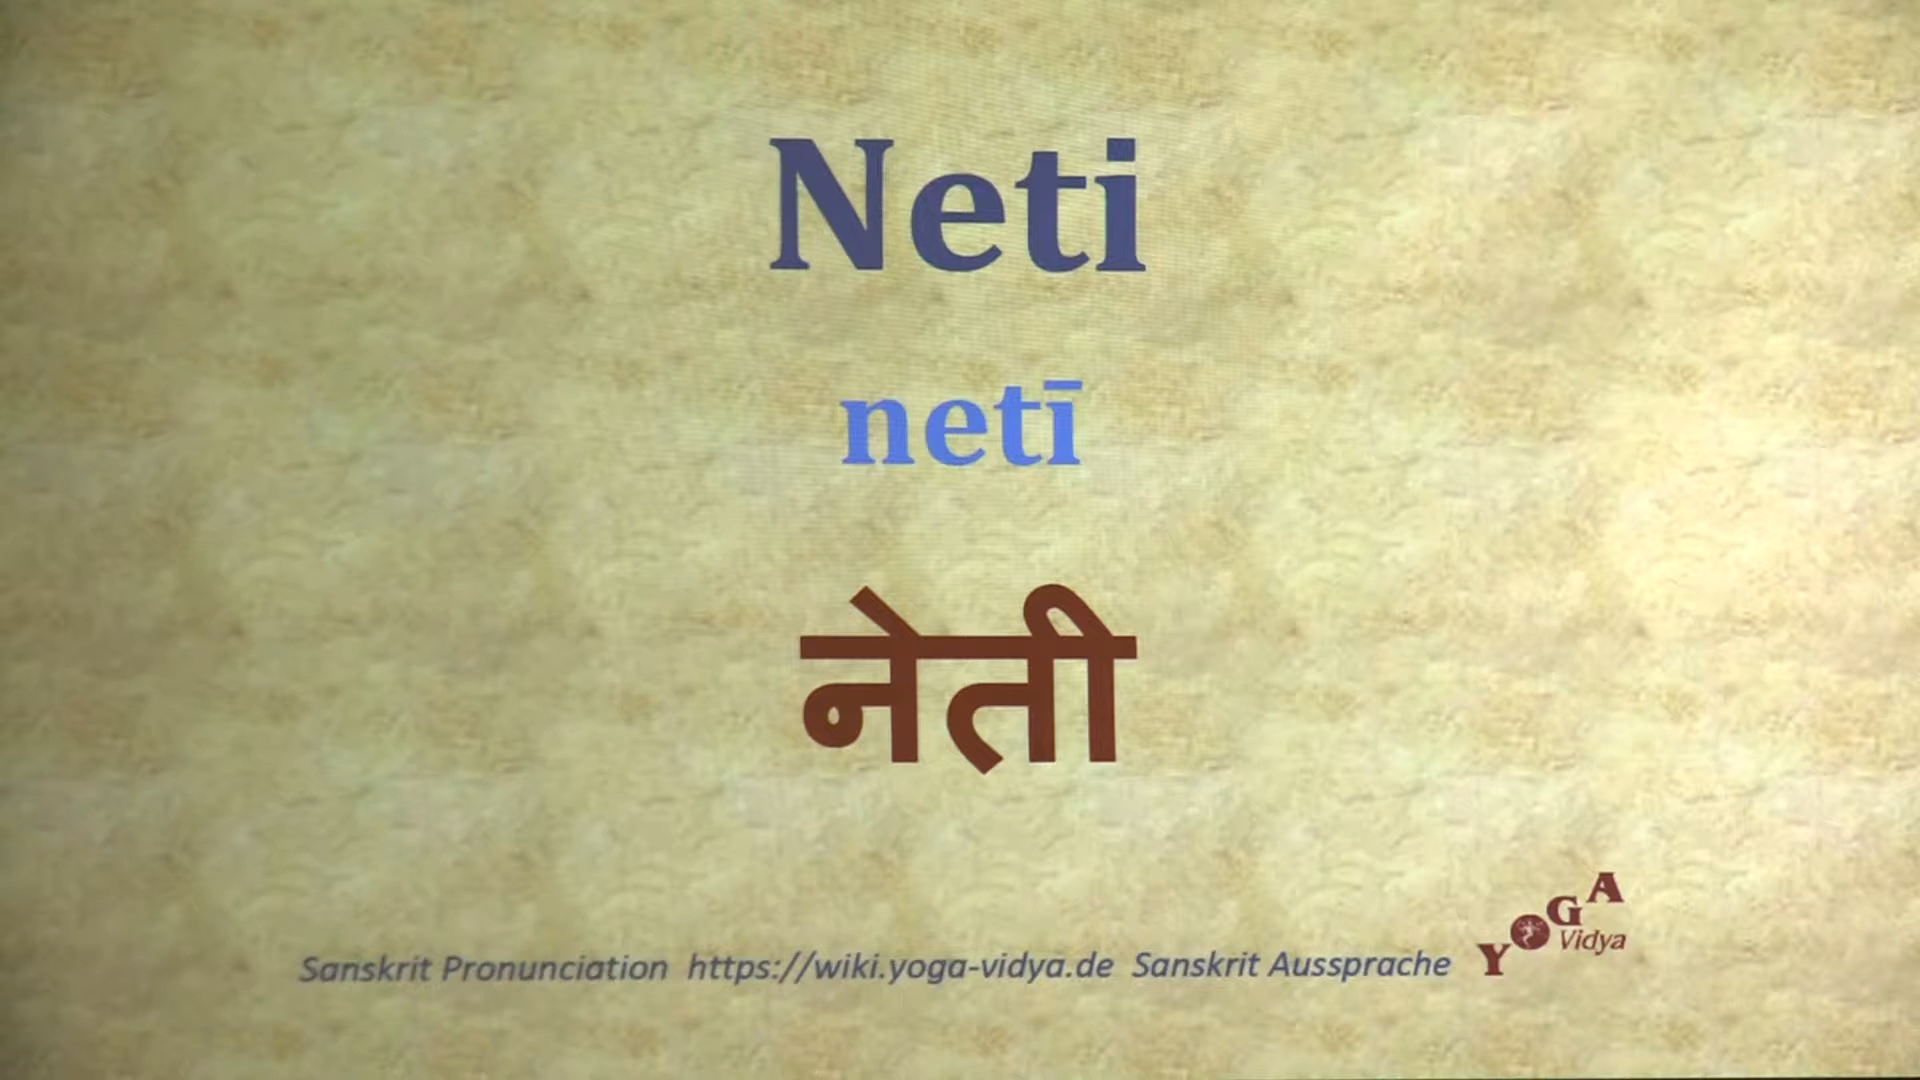 Neti
netī
नेती
Sanskrit Pronunciation https://wiki.yoga-vidya.de Sanskrit Aussprache
YOGA
Vidya